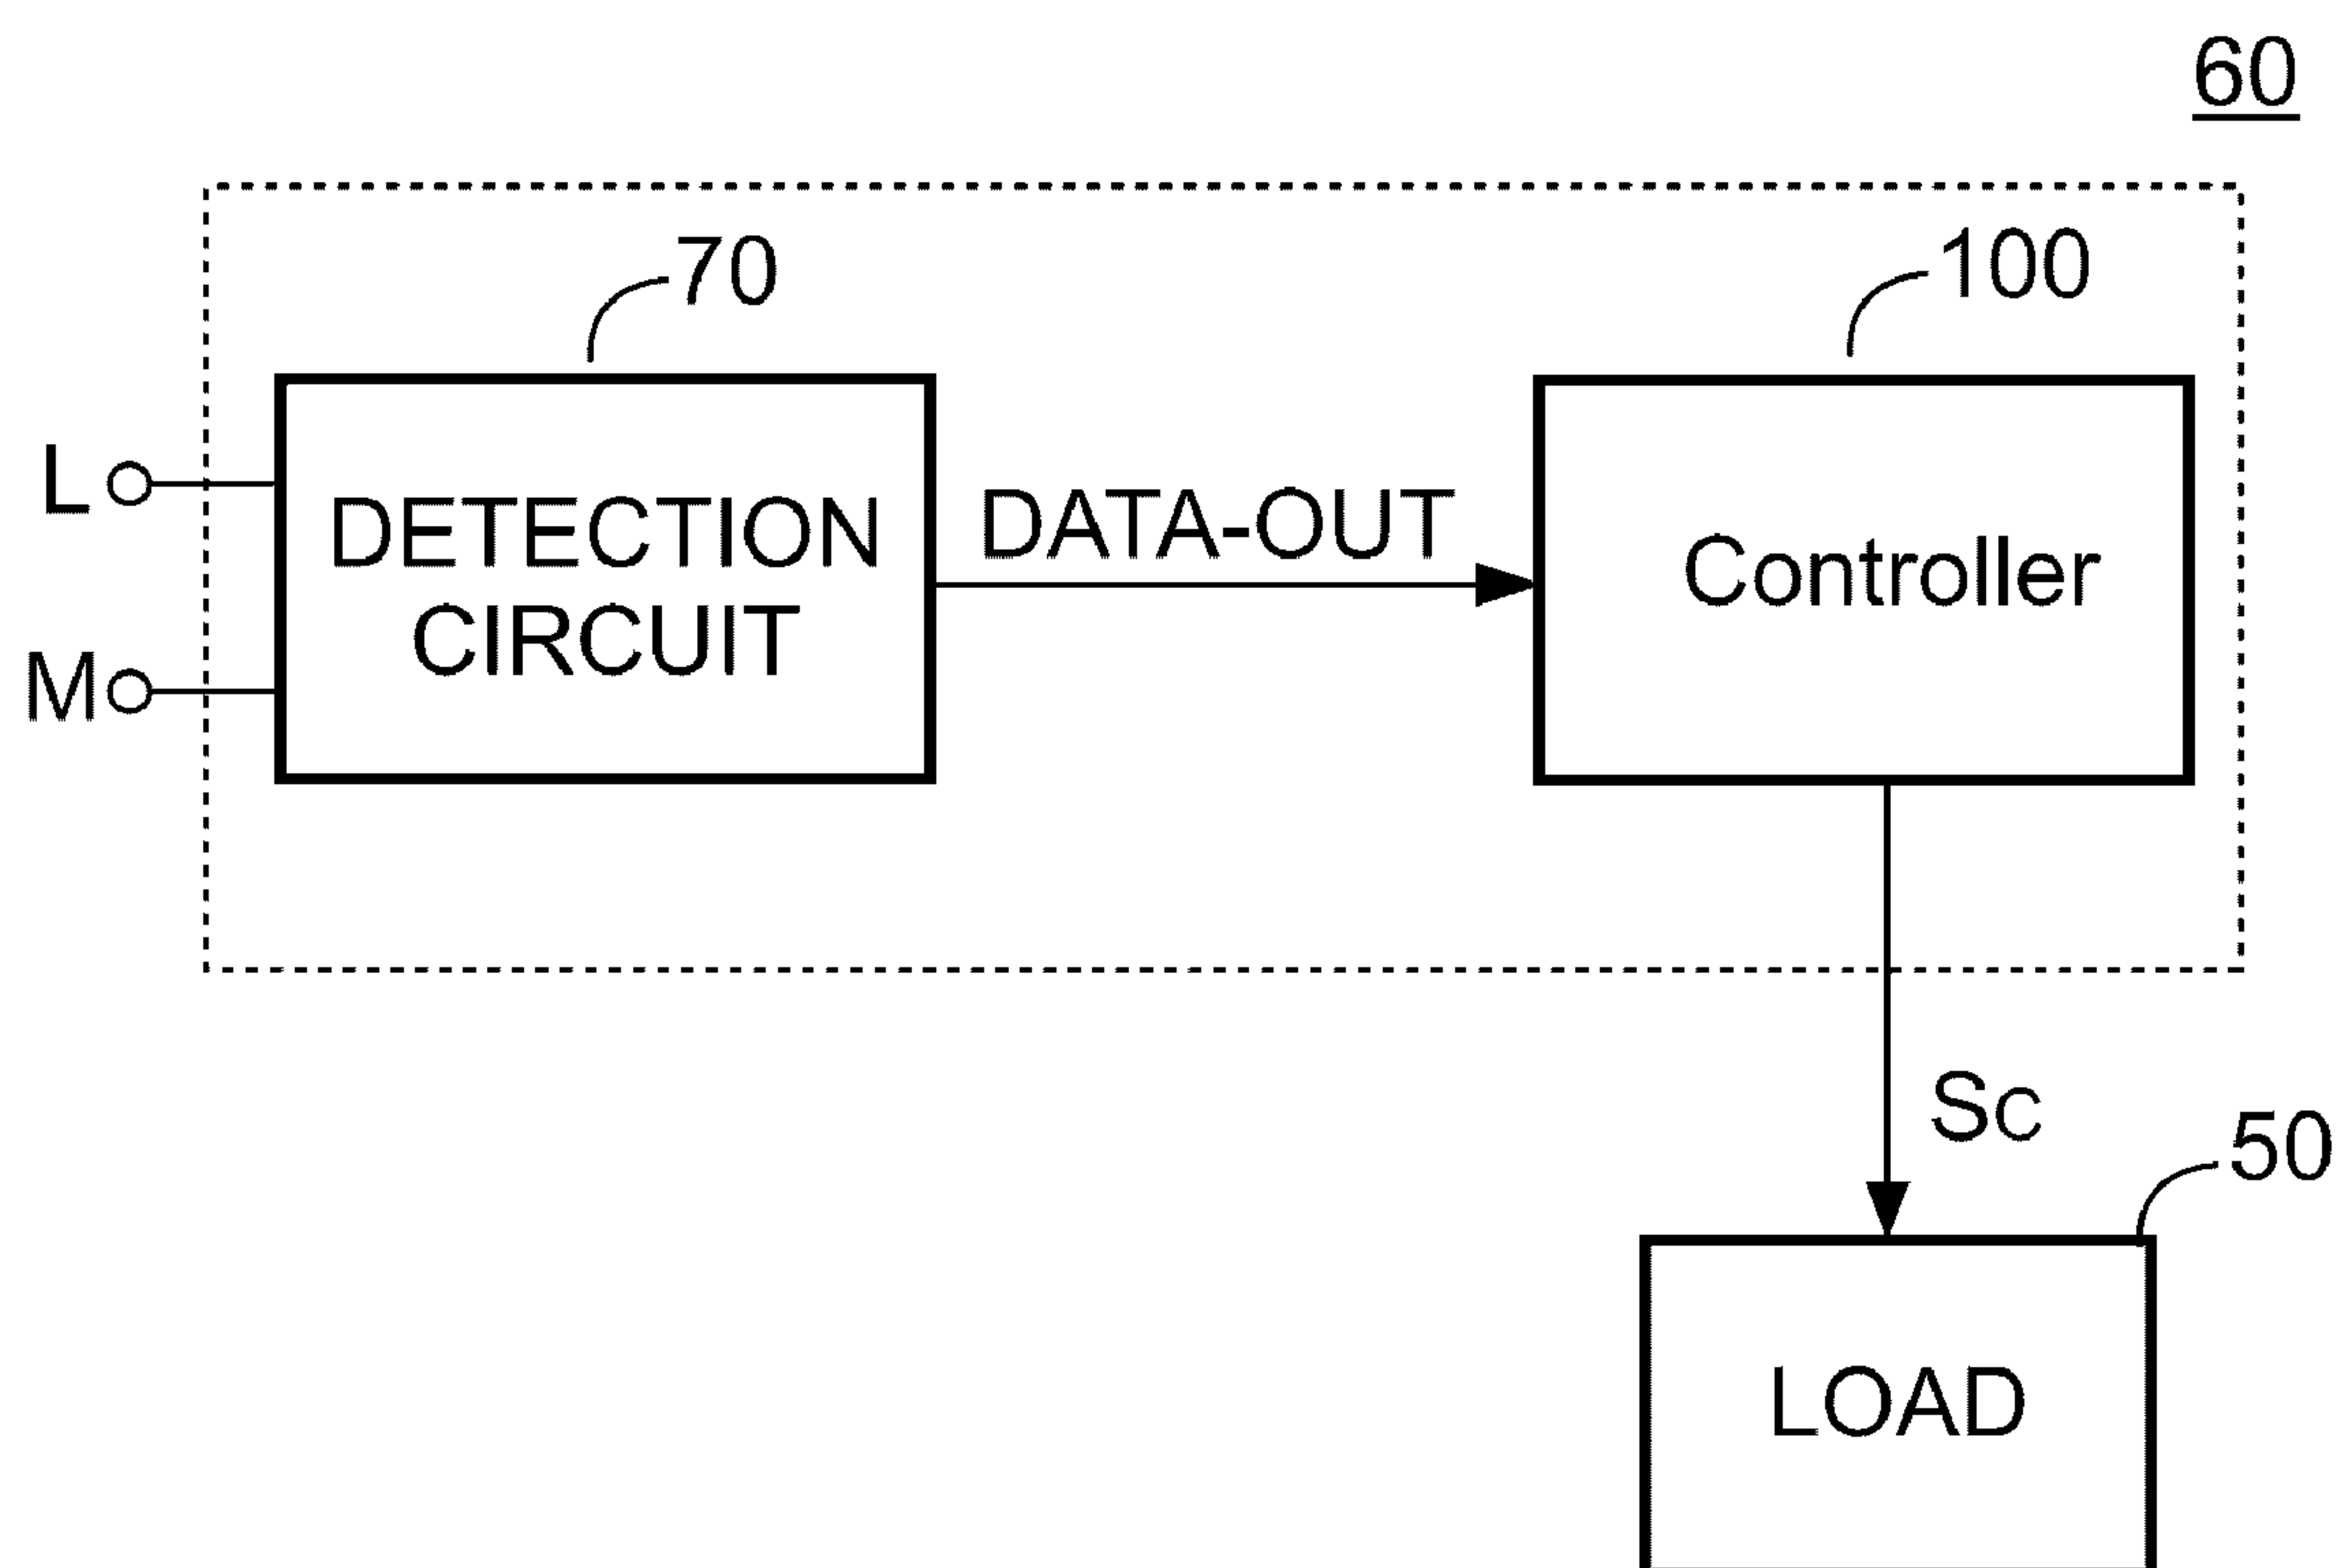 60
70
100
L
DETECTION
CIRCUIT
DATA-OUT
Controller
M
Sc
50
LOAD